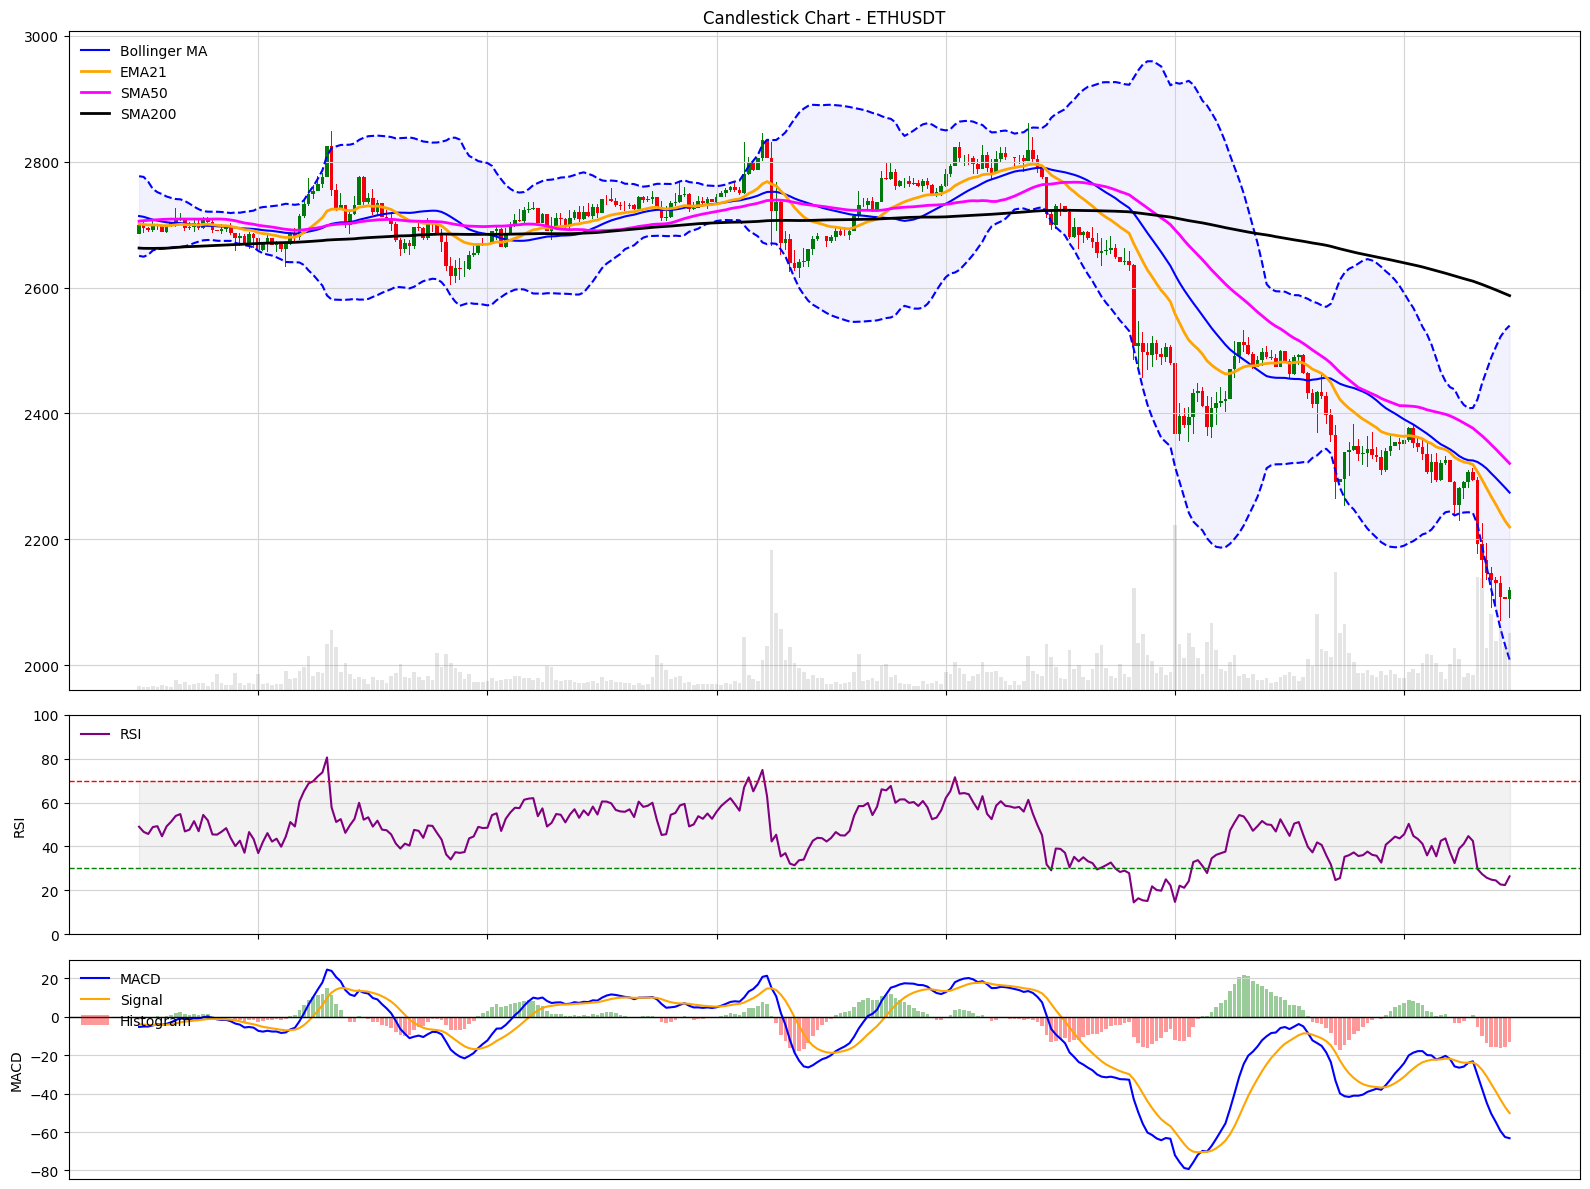 Candlestick Chart - ETHUSDT
3000
2800
2600
2400
2200
2000
Bollinger MA
EMA21
SMA50
SMA200
100
80
60
40
20
0
RSI
RSI
20
0
−20
−40
−60
−80
MACD
MACD
Signal
Histogram